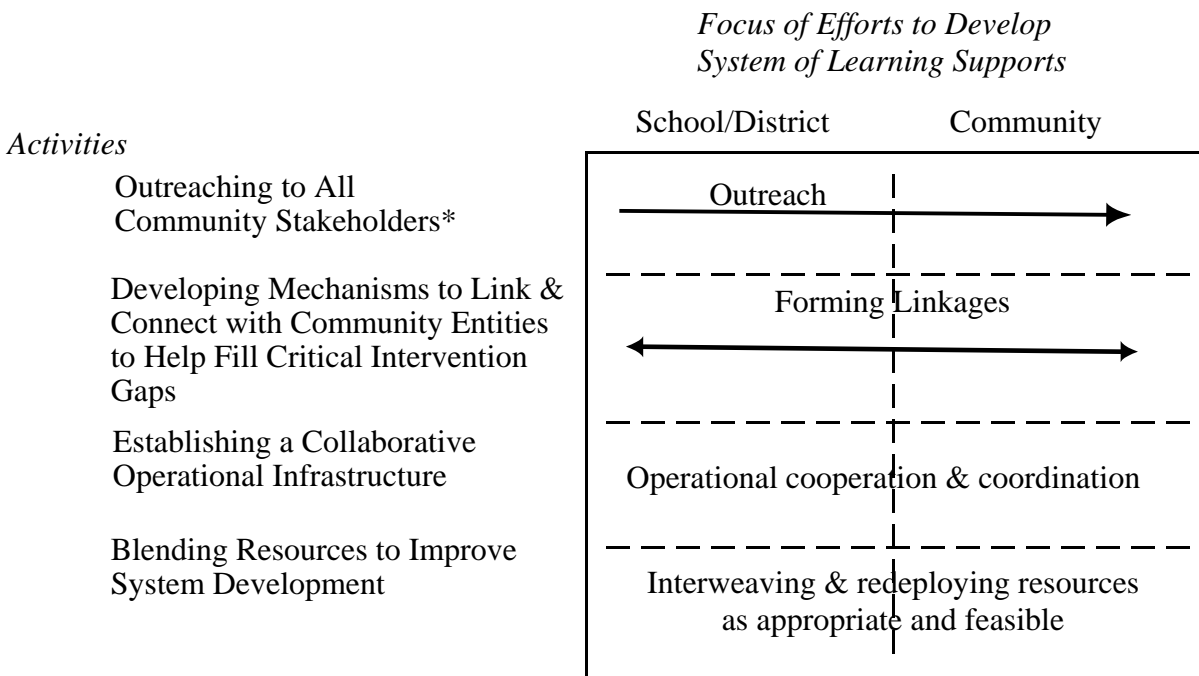 Focus of Efforts to Develop
System of Learning Supports
School/District Community
Activities
Outreaching to All
Community Stakeholders*
Outreach
Developing Mechanisms to Link &
Connect with Community Entities
to Help Fill Critical Intervention
Gaps
Forming Linkages
Establishing a Collaborative
Operational Infrastructure
Operational cooperation & coordination
Blending Resources to Improve
System Development
Interweaving & redeploying resources
as appropriate and feasible